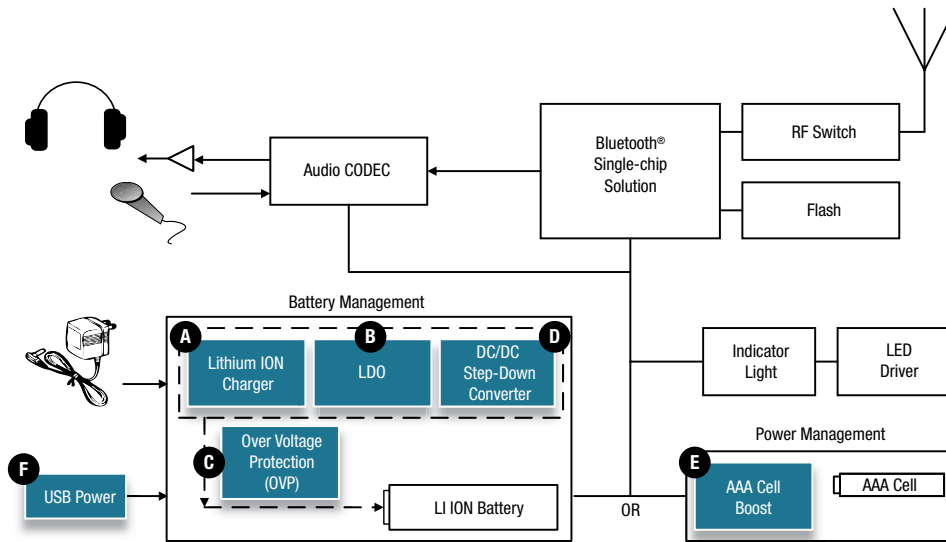 Audio CODEC
Bluetooth®
Single-chip
Solution
RF Switch
Flash
Battery Management
A
B
D
Lithium ION
Charger
LDO
DC/DC
Step-Down
Converter
Indicator
Light
LED
Driver
C
Over Voltage
Protection
(OVP)
Power Management
F
USB Power
LI ION Battery
OR
E
AAA Cell
Boost
AAA Cell